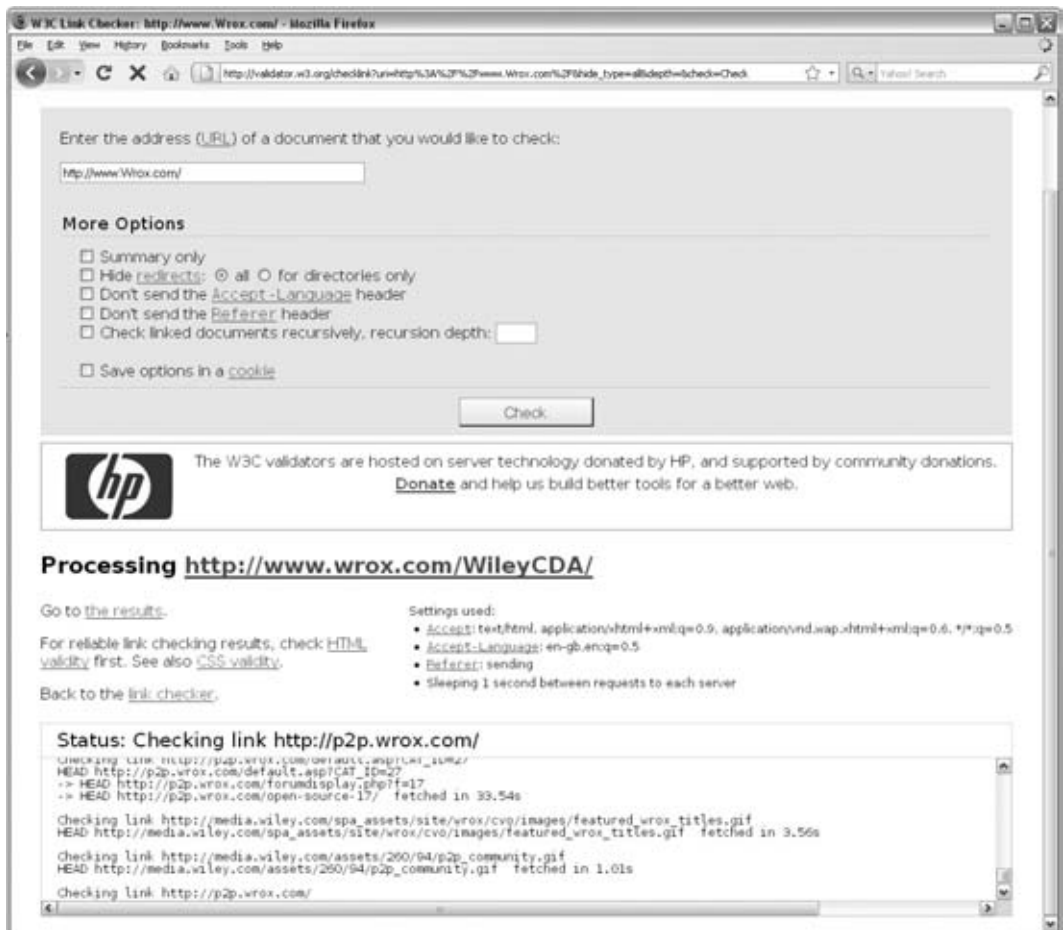 W3C Link Checker: http://www.Wrox.com/ - Mozilla Firefox
File Edit View History Bookmarks Tools Help
http://validator.w3.org/checklink?uri=http%3A%2F%2Fwww.Wrox.com%2F&hide_type=all&depth=&check=Check
Yahoo! Search
Enter the address (URL) of a document that you would like to check:
http://www.Wrox.com/
More Options
Summary only
Hide redirects: all for directories only
Don't send the Accept-Language header
Don't send the Referer header
Check linked documents recursively, recursion depth:
Save options in a cookie
Check
hp
The W3C validators are hosted on server technology donated by HP, and supported by community donations.
Donate and help us build better tools for a better web.
Processing http://www.wrox.com/WileyCDA/
Go to the results.
For reliable link checking results, check HTML
validity first. See also CSS validity.
Back to the link checker.
Settings used:
• Accept: text/html, application/xhtml+xml;q=0.9, application/vnd.wap.xhtml+xml;q=0.6, */*;q=0.5
• Accept-Language: en-gb,en;q=0.5
• Referer: sending
• Sleeping 1 second between requests to each server
Status: Checking link http://p2p.wrox.com/
Checking link http://p2p.wrox.com/default.asp?CAT_ID=27
HEAD http://p2p.wrox.com/default.asp?CAT_ID=27
-> HEAD http://p2p.wrox.com/forumdisplay.php?f=17
-> HEAD http://p2p.wrox.com/open-source-17/ fetched in 33.54s
Checking link http://media.wiley.com/spa_assets/site/wrox/cvo/images/featured_wrox_titles.gif
HEAD http://media.wiley.com/spa_assets/site/wrox/cvo/images/featured_wrox_titles.gif fetched in 3.56s
Checking link http://media.wiley.com/assets/260/94/p2p_community.gif
HEAD http://media.wiley.com/assets/260/94/p2p_community.gif fetched in 1.01s
Checking link http://p2p.wrox.com/